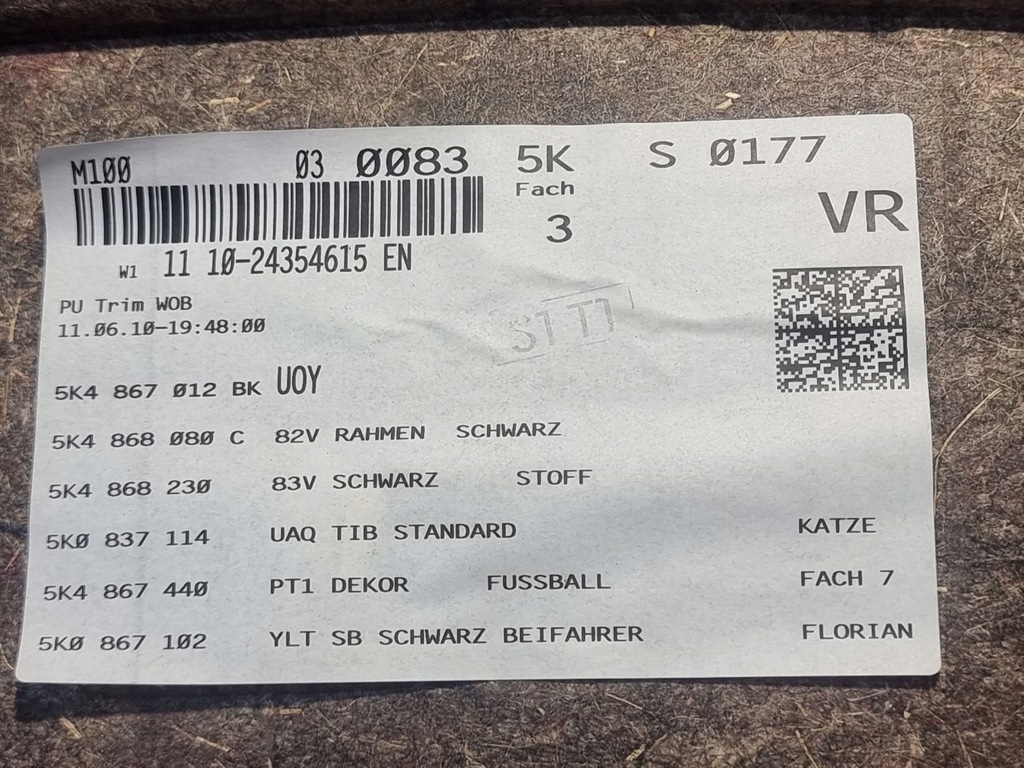 M100 03 0083 5K S 0177
Fach
3
VR
W1 11 10-24354615 EN
PU Trim WOB
11.06.10-19:48:00
5K4 867 012 BK UOY
5K4 868 080 C 82V RAHMEN SCHWARZ
5K4 868 230 83V SCHWARZ STOFF
5K0 837 114 UAQ TIB STANDARD KATZE
5K4 867 440 PT1 DEKOR FUSSBALL FACH 7
5K0 867 102 YLT SB SCHWARZ BEIFAHRER FLORIAN